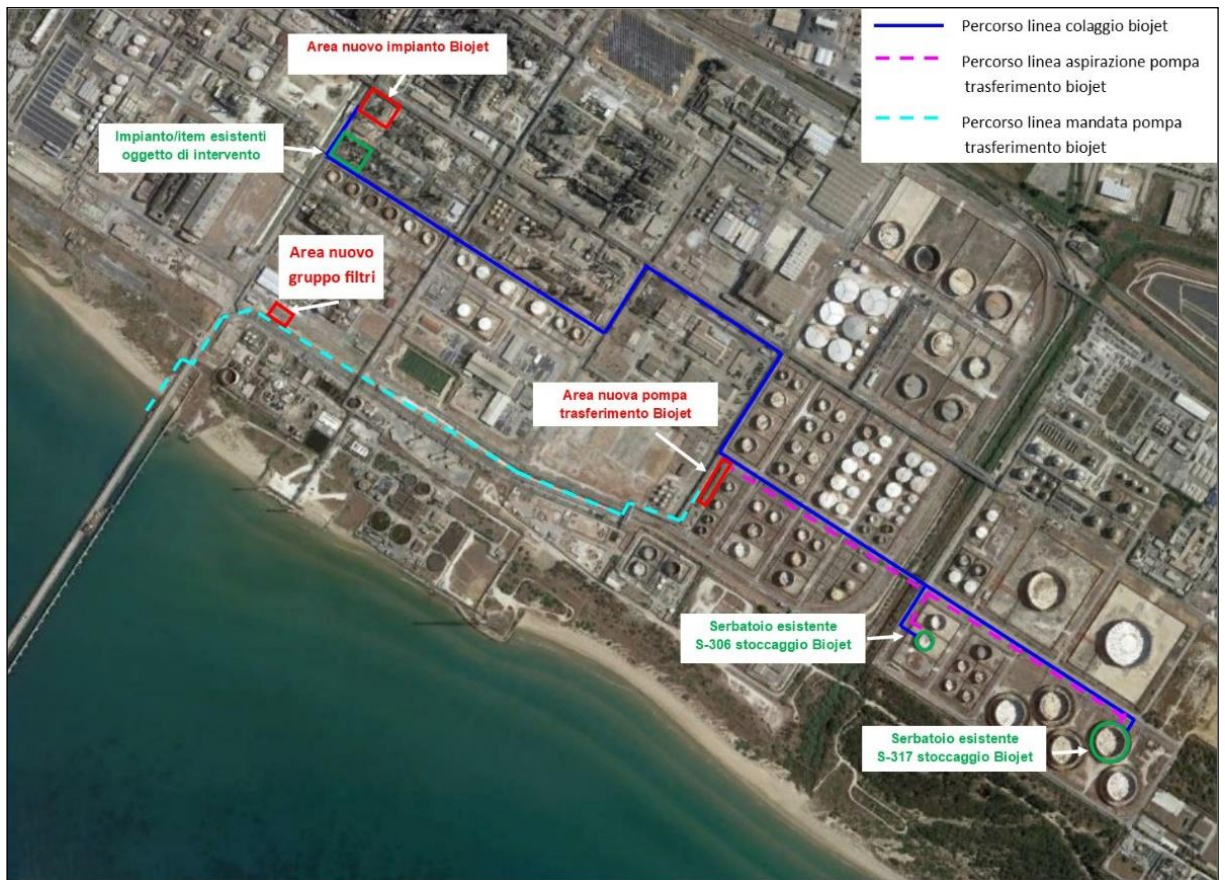 Area nuovo impianto Biojet
Impianto/item esistenti
oggetto di intervento
Area nuovo
gruppo filtri
Area nuova pompa
trasferimento Biojet
Serbatoio esistente
S-306 stoccaggio Biojet
Serbatoio esistente
S-317 stoccaggio Biojet
Percorso linea colaggio biojet
Percorso linea aspirazione pompa
trasferimento biojet
Percorso linea mandata pompa
trasferimento biojet